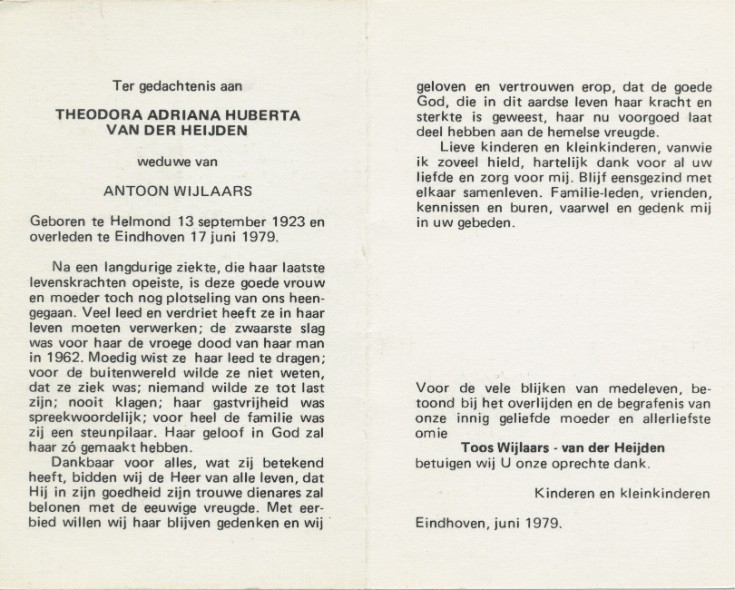 Ter gedachtenis aan
THEODORA ADRIANA HUBERTA
VAN DER HEIJDEN
weduwe van
ANTOON WIJLAARS
Geboren te Helmond 13 september 1923 en
overleden te Eindhoven 17 juni 1979.
Na een langdurige ziekte, die haar laatste
levenskrachten opeiste, is deze goede vrouw
en moeder toch nog plotseling van ons heen-
gegaan. Veel leed en verdriet heeft ze in haar
leven moeten verwerken; de zwaarste slag
was voor haar de vroege dood van haar man
in 1962. Moedig wist ze haar leed te dragen;
voor de buitenwereld wilde ze niet weten,
dat ze ziek was; niemand wilde ze tot last
zijn; nooit klagen; haar gastvrijheid was
spreekwoordelijk; voor heel de familie was
zij een steunpilaar. Haar geloof in God zal
haar zó gemaakt hebben.
Dankbaar voor alles, wat zij betekend
heeft, bidden wij de Heer van alle leven, dat
Hij in zijn goedheid zijn trouwe dienares zal
belonen met de eeuwige vreugde. Met eer-
bied willen wij haar blijven gedenken en wij
geloven en vertrouwen erop, dat de goede
God, die in dit aardse leven haar kracht en
sterkte is geweest, haar nu voorgoed laat
deel hebben aan de hemelse vreugde.
Lieve kinderen en kleinkinderen, vanwie
ik zoveel hield, hartelijk dank voor al uw
liefde en zorg voor mij. Blijf eensgezind met
elkaar samenleven. Familie-leden, vrienden,
kennissen en buren, vaarwel en gedenk mij
in uw gebeden.
Voor de vele blijken van medeleven, be-
toond bij het overlijden en de begrafenis van
onze innig geliefde moeder en allerliefste
omie
Toos Wijlaars - van der Heijden
betuigen wij U onze oprechte dank.
Kinderen en kleinkinderen
Eindhoven, juni 1979.